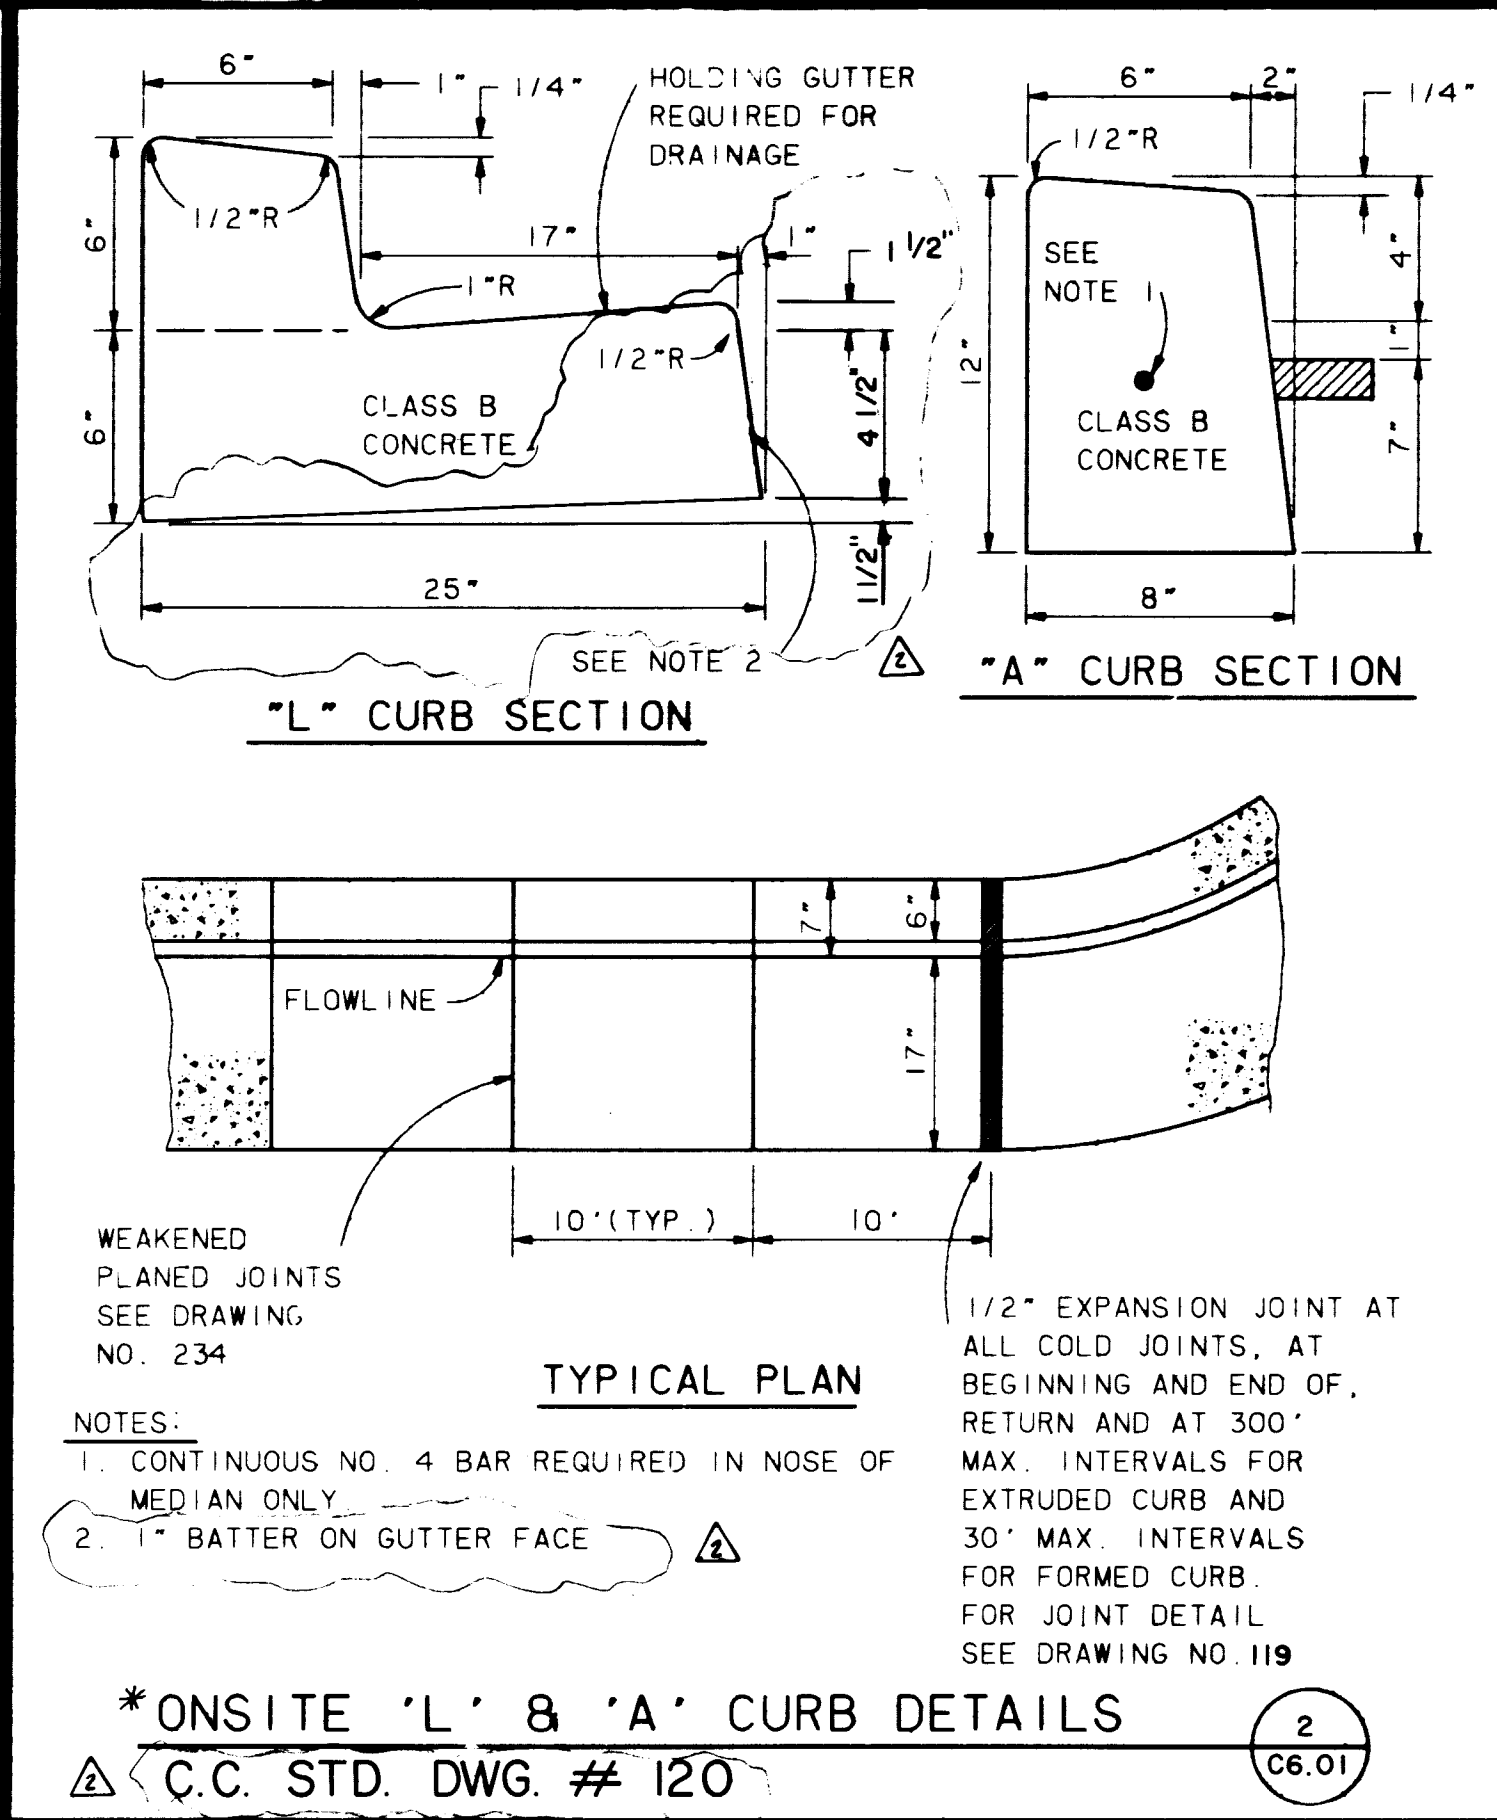 6"
1"
1/4"
HOLDING GUTTER
REQUIRED FOR
DRAINAGE
1/2"R
6"
17"
1"
1 1/2"
1"R
1/2"R
6"
CLASS B
CONCRETE
4 1/2"
1 1/2"
25"
SEE NOTE 2
2
"L" CURB SECTION
6"
2"
1/4"
1/2"R
SEE
NOTE 1
12"
4"
1"
7"
CLASS B
CONCRETE
8"
"A" CURB SECTION
7"
6"
FLOWLINE
17"
10'(TYP.)
10'
WEAKENED
PLANED JOINTS
SEE DRAWING
NO. 234
TYPICAL PLAN
1/2" EXPANSION JOINT AT
ALL COLD JOINTS, AT
BEGINNING AND END OF,
RETURN AND AT 300'
MAX. INTERVALS FOR
EXTRUDED CURB AND
30' MAX. INTERVALS
FOR FORMED CURB.
FOR JOINT DETAIL
SEE DRAWING NO. 119
NOTES:
1. CONTINUOUS NO. 4 BAR REQUIRED IN NOSE OF
MEDIAN ONLY
2. 1" BATTER ON GUTTER FACE
2
*ONSITE 'L' & 'A' CURB DETAILS
2
C.C. STD. DWG. # 120
2
C6.01